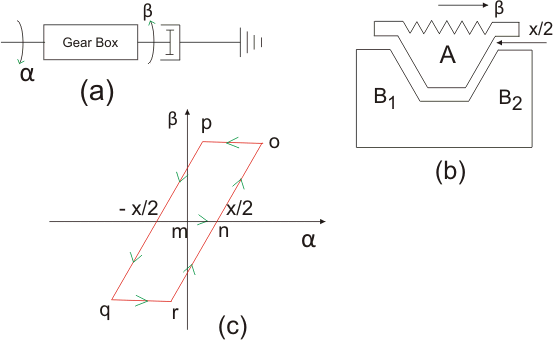 β
Gear Box
α
(a)
β
x/2
A
B1
B2
(b)
β
p
o
- x/2
x/2
m
n
α
q
r
(c)